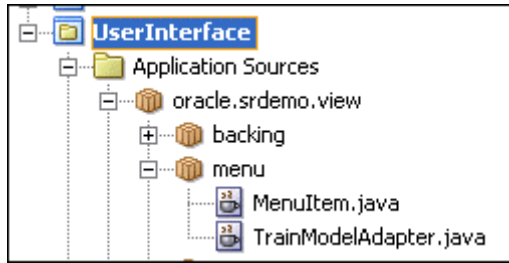 UserInterface
Application Sources
oracle.srdemo.view
backing
menu
MenuItem.java
TrainModelAdapter.java